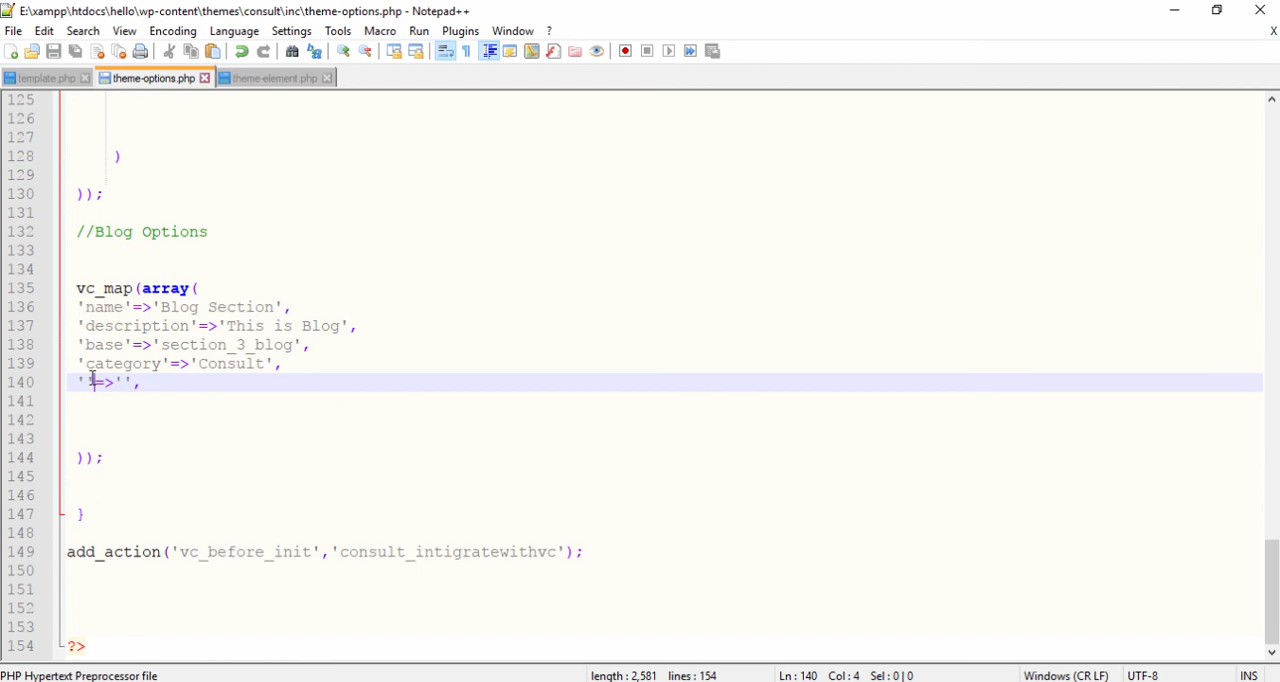 E:\xampp\htdocs\hello\wp-content\themes\consult\inc\theme-options.php - Notepad++
File Edit Search View Encoding Language Settings Tools Macro Run Plugins Window ? X
template.php theme-options.php theme-element.php
125
126
127
128 )
129
130 ));
131
132 //Blog Options
133
134
135 vc_map(array(
136 'name'=>'Blog Section',
137 'description'=>'This is Blog',
138 'base'=>'section_3_blog',
139 'category'=>'Consult',
140 ''=>'',
141
142
143
144 ));
145
146
147 }
148
149 add_action('vc_before_init','consult_intigratewithvc');
150
151
152
153
154 ?>
PHP Hypertext Preprocessor file length : 2,581 lines : 154 Ln : 140 Col : 4 Sel : 0 | 0 Windows (CR LF) UTF-8 INS